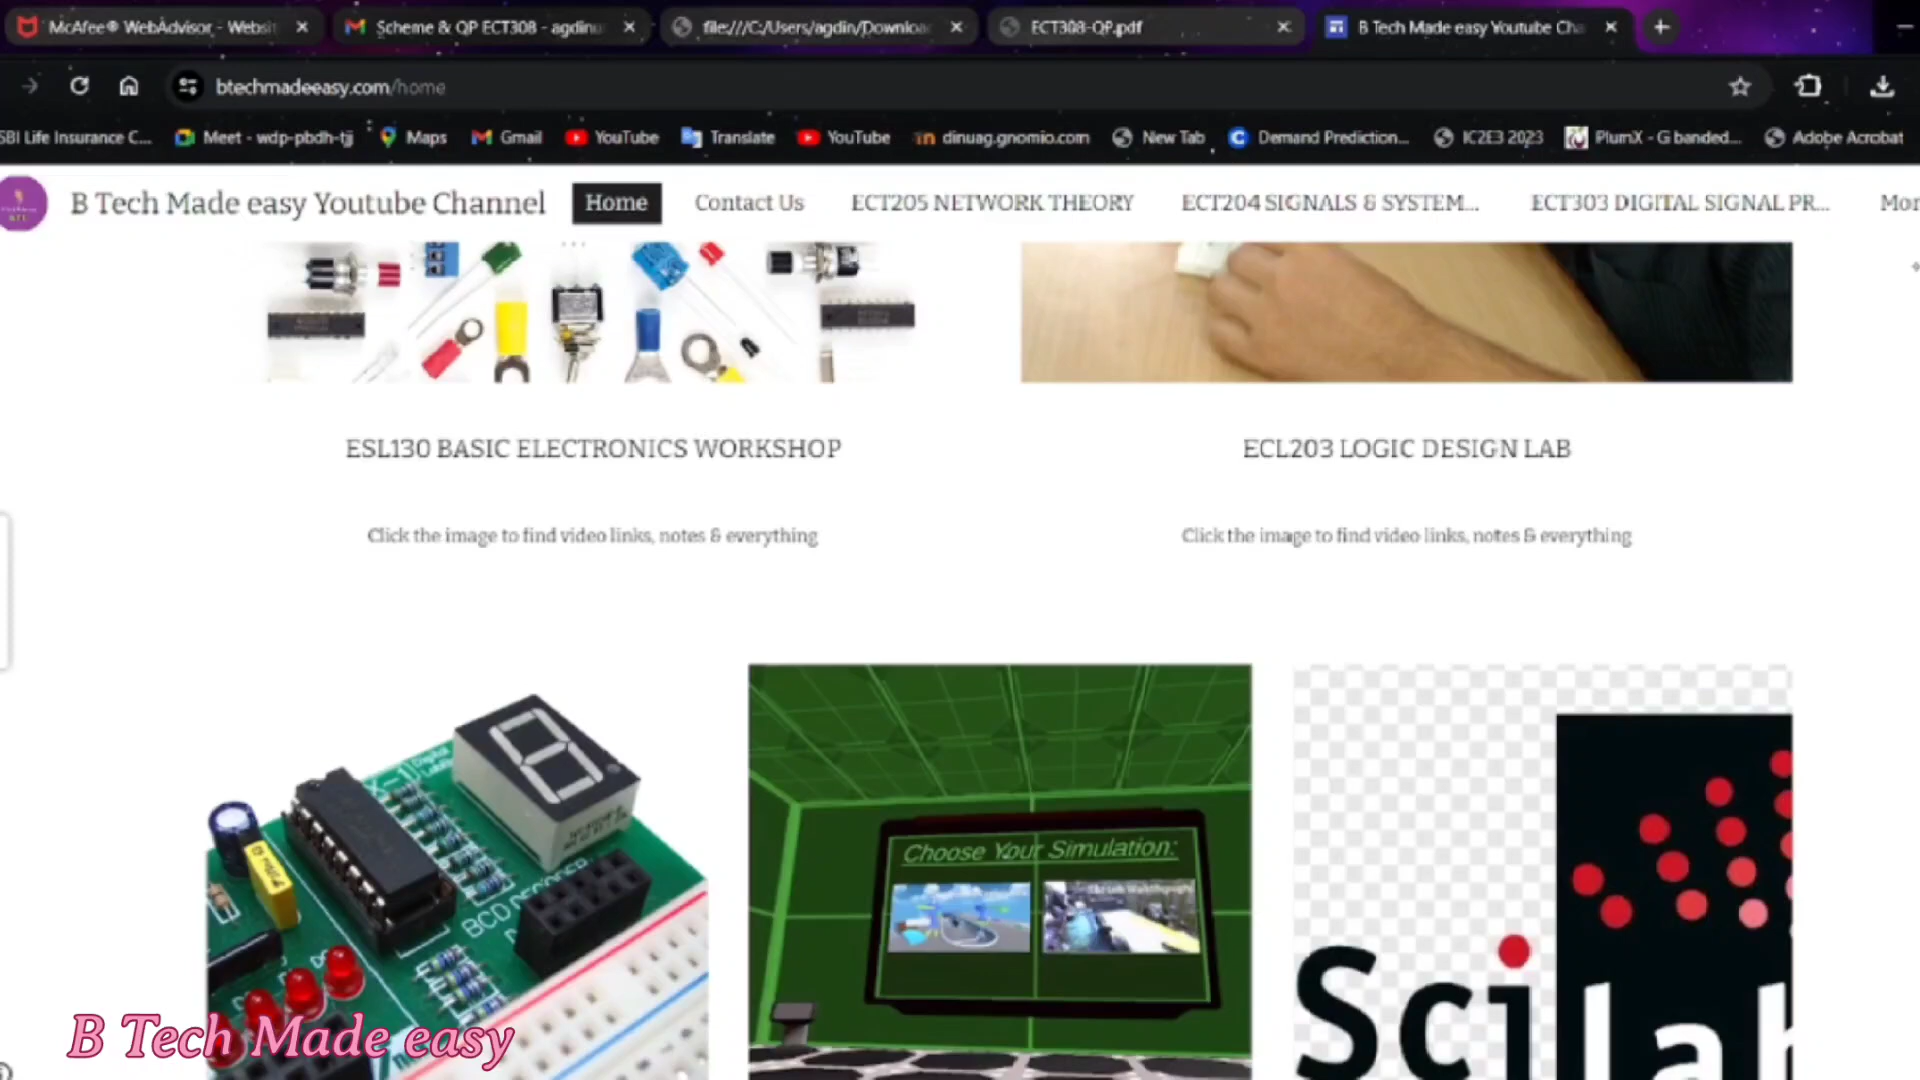 McAfee® WebAdvisor - Websit
Scheme & QP ECT308 - agdinu
file:///C:/Users/agdin/Downloa
ECT308-QP.pdf
B Tech Made easy Youtube Cha
btechmadeeasy.com/home
SBI Life Insurance C...
Meet - wdp-pbdh-tjj
Maps
Gmail
YouTube
Translate
YouTube
dinuag.gnomio.com
New Tab
Demand Prediction...
IC2E3 2023
PlumX - G banded...
Adobe Acrobat
B Tech Made easy Youtube Channel
Home
Contact Us
ECT205 NETWORK THEORY
ECT204 SIGNALS & SYSTEM...
ECT303 DIGITAL SIGNAL PR...
Mor
ESL130 BASIC ELECTRONICS WORKSHOP
ECL203 LOGIC DESIGN LAB
Click the image to find video links, notes & everything
Click the image to find video links, notes & everything
BCD
Choose Your Simulation:
Sci
Lab
B Tech Made easy